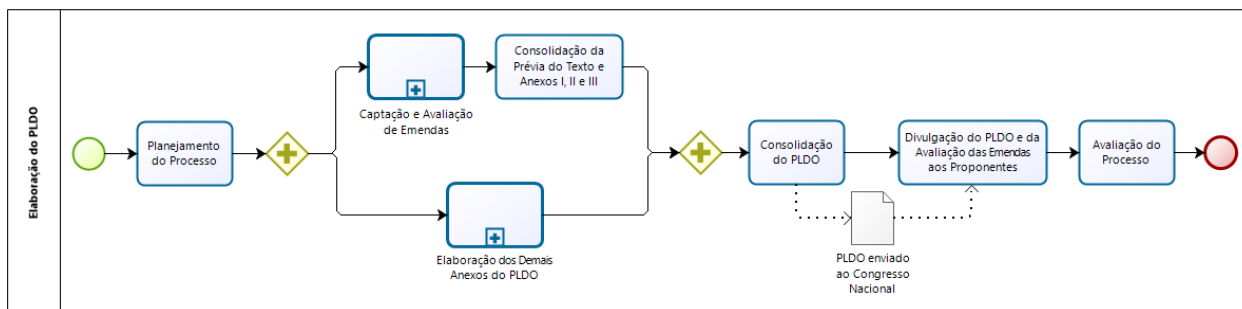 Elaboração do PLDO
Planejamento
do Processo
Captação e Avaliação
de Emendas
Consolidação da
Prévia do Texto e
Anexos I, II e III
Elaboração dos Demais
Anexos do PLDO
Consolidação
do PLDO
Divulgação do PLDO e da
Avaliação das Emendas
aos Proponentes
PLDO enviado
ao Congresso
Nacional
Avaliação do
Processo